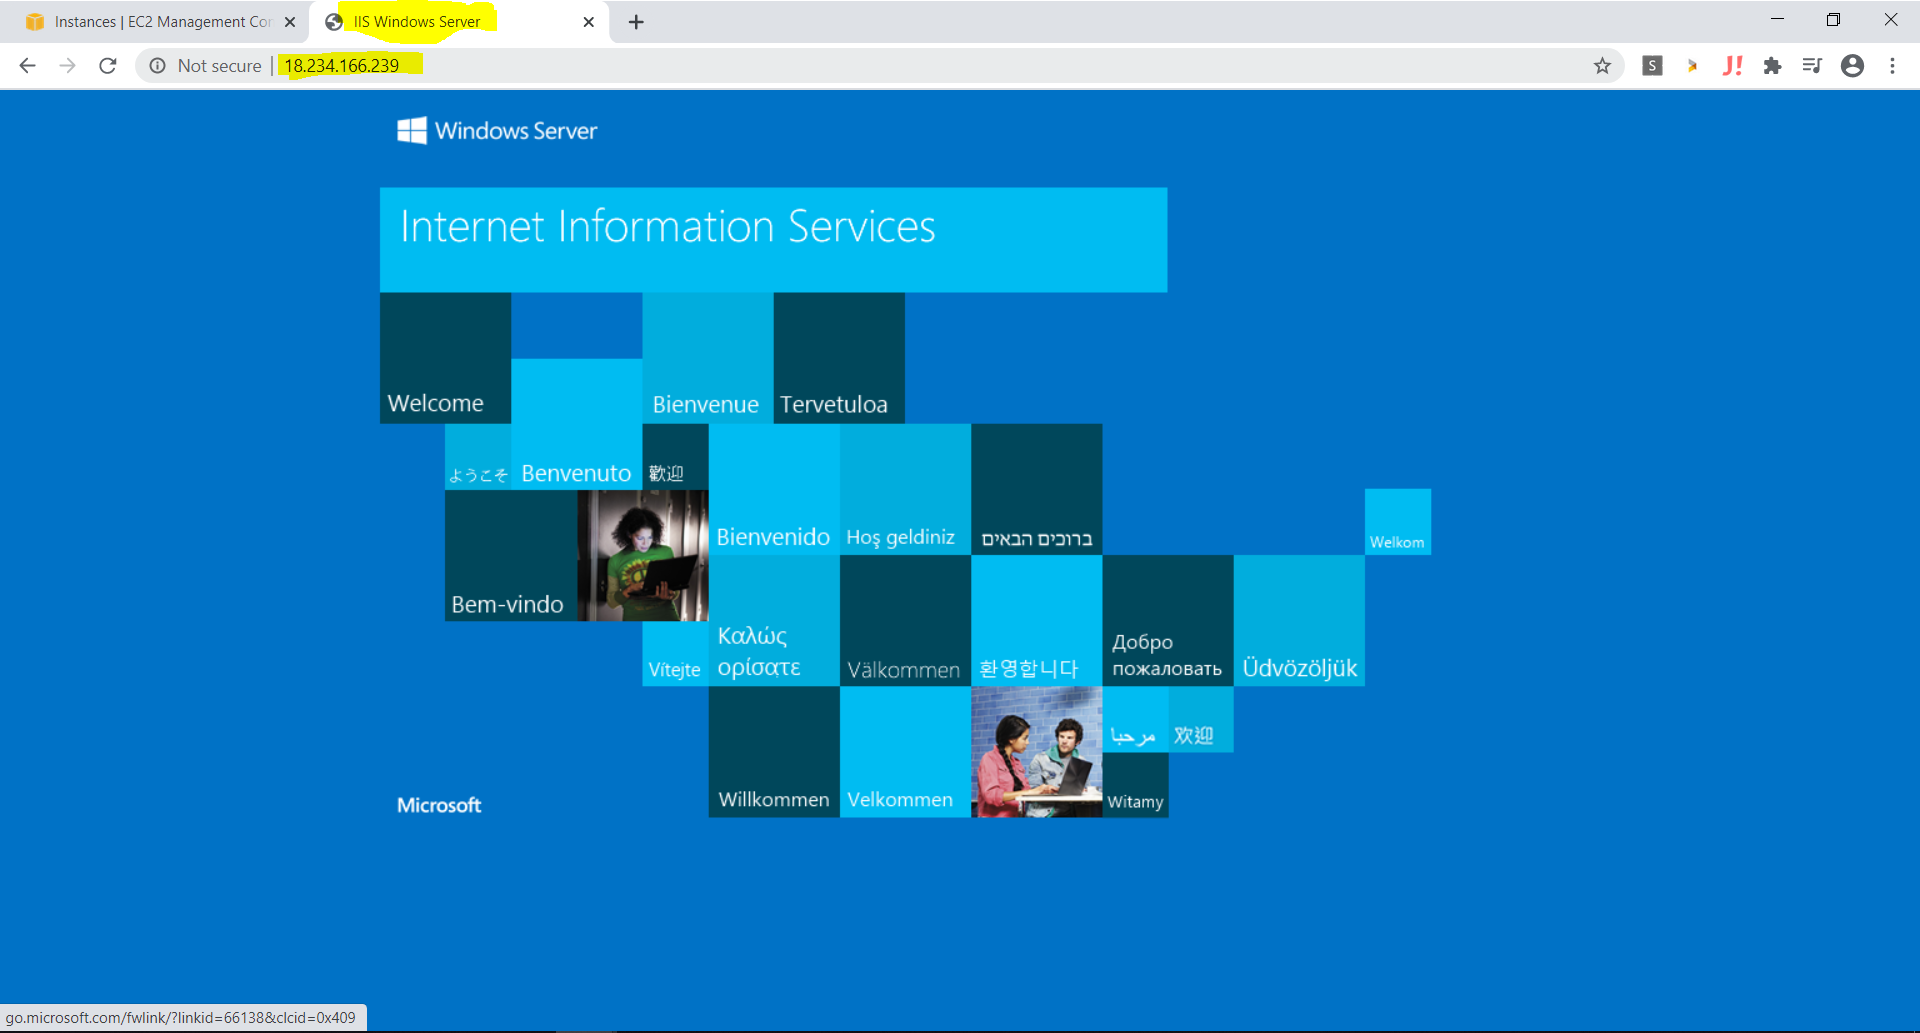 Instances | EC2 Management Con
IIS Windows Server
Not secure | 18.234.166.239
S
J!
Windows Server
Internet Information Services
Welcome
Bienvenue
Tervetuloa
ようこそ
Benvenuto
歡迎
Bienvenido
Hoş geldiniz
ברוכים הבאים
Welkom
Bem-vindo
Vítejte
Καλώς
ορίσατε
Välkommen
환영합니다
Добро
пожаловать
Üdvözöljük
مرحبا
欢迎
Microsoft
Willkommen
Velkommen
Witamy
go.microsoft.com/fwlink/?linkid=66138&clcid=0x409